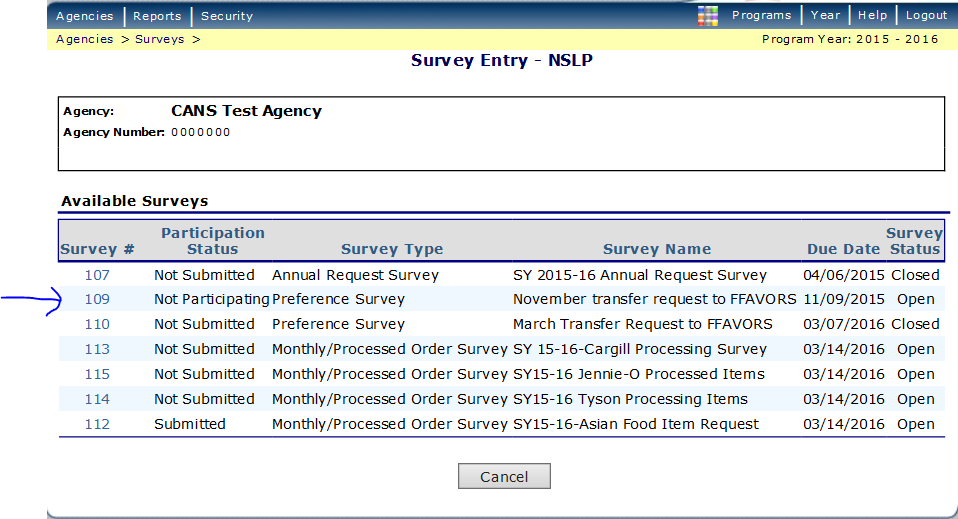 Agencies Reports Security Programs Year Help Logout
Agencies > Surveys > Program Year: 2015 - 2016
Survey Entry - NSLP
Agency: CANS Test Agency
Agency Number: 0000000
Available Surveys
Survey # Participation Status Survey Type Survey Name Due Date Survey Status
107 Not Submitted Annual Request Survey SY 2015-16 Annual Request Survey 04/06/2015 Closed
109 Not Participating Preference Survey November transfer request to FFAVORS 11/09/2015 Open
110 Not Submitted Preference Survey March Transfer Request to FFAVORS 03/07/2016 Closed
113 Not Submitted Monthly/Processed Order Survey SY 15-16-Cargill Processing Survey 03/14/2016 Open
115 Not Submitted Monthly/Processed Order Survey SY15-16 Jennie-O Processed Items 03/14/2016 Open
114 Not Submitted Monthly/Processed Order Survey SY15-16 Tyson Processing Items 03/14/2016 Open
112 Submitted Monthly/Processed Order Survey SY15-16-Asian Food Item Request 03/14/2016 Open
Cancel